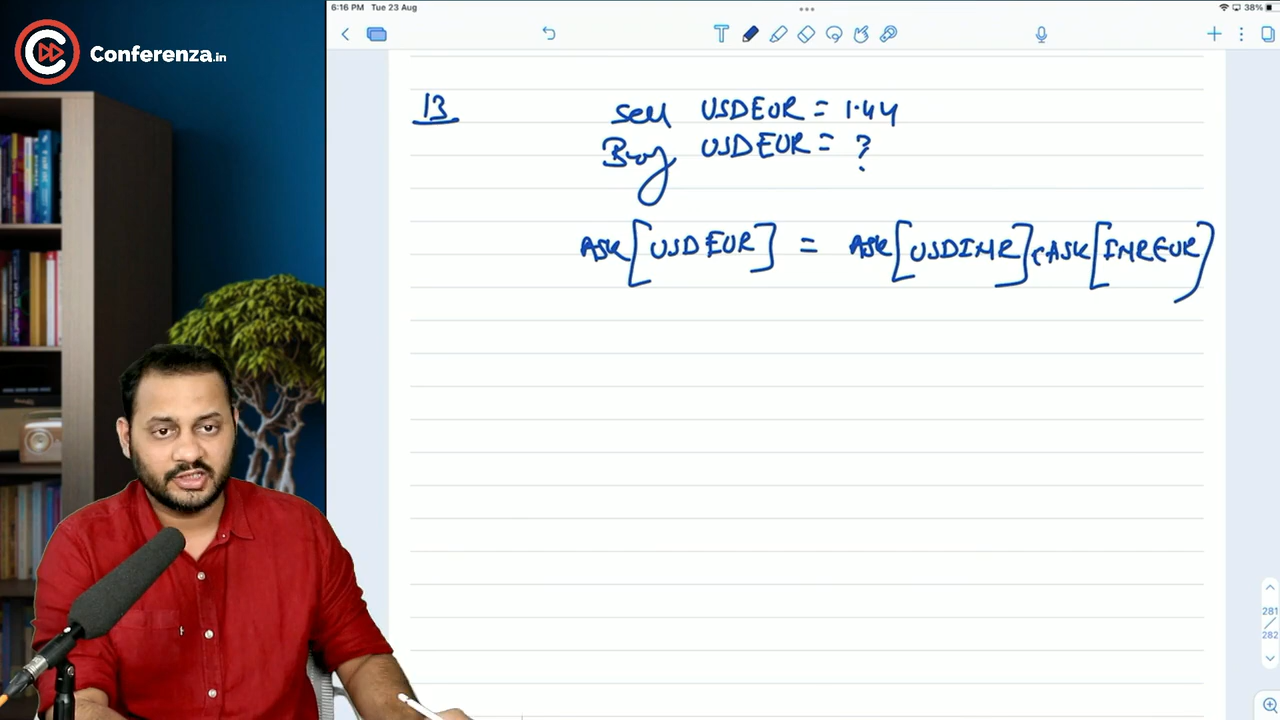 6:16 PM Tue 23 Aug
38%
Conferenza.in
T
13
Sell USDEUR = 1.44
Buy USDEUR = ?
ASK[USDEUR] = ASK[USDINR] × ASK[INREUR]
281
/
282